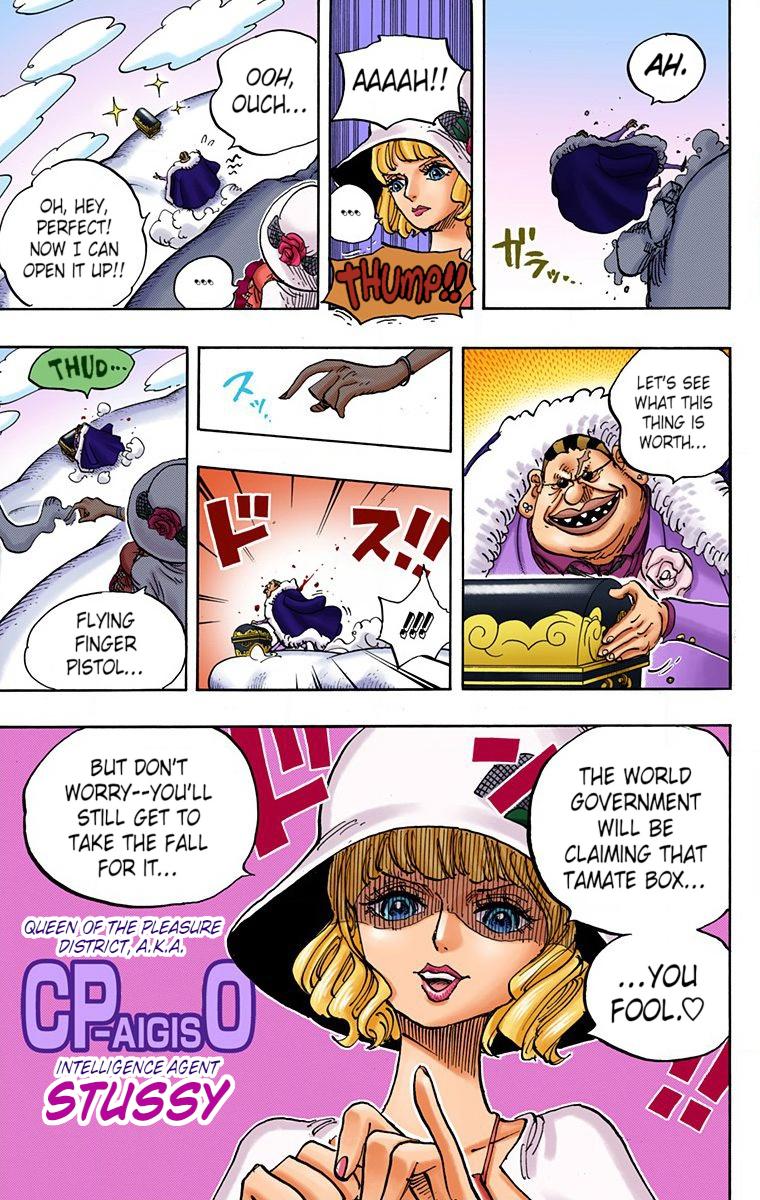 AH.
ガラッ...
AAAAH!!
...
THUMP!!
OOH,
OUCH...
OH, HEY,
PERFECT!
NOW I CAN
OPEN IT UP!!
...
LET'S SEE
WHAT THIS
THING IS
WORTH...
スッ..
ドス!!
!!!
THUD...
FLYING
FINGER
PISTOL...
THE WORLD
GOVERNMENT
WILL BE
CLAIMING THAT
TAMATE BOX...
...YOU
FOOL.♡
BUT DON'T
WORRY--YOU'LL
STILL GET TO
TAKE THE FALL
FOR IT...
ドン!!
QUEEN OF THE PLEASURE
DISTRICT, A.K.A.
CP-AIGIS0
INTELLIGENCE AGENT
STUSSY